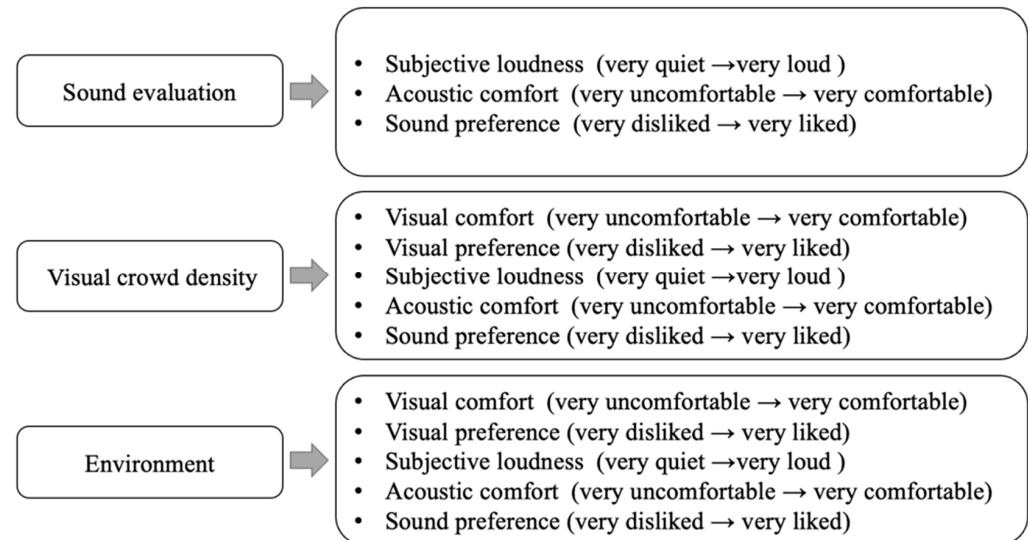 Sound evaluation
• Subjective loudness (very quiet →very loud )
• Acoustic comfort (very uncomfortable → very comfortable)
• Sound preference (very disliked → very liked)
Visual crowd density
• Visual comfort (very uncomfortable → very comfortable)
• Visual preference (very disliked → very liked)
• Subjective loudness (very quiet →very loud )
• Acoustic comfort (very uncomfortable → very comfortable)
• Sound preference (very disliked → very liked)
Environment
• Visual comfort (very uncomfortable → very comfortable)
• Visual preference (very disliked → very liked)
• Subjective loudness (very quiet →very loud )
• Acoustic comfort (very uncomfortable → very comfortable)
• Sound preference (very disliked → very liked)